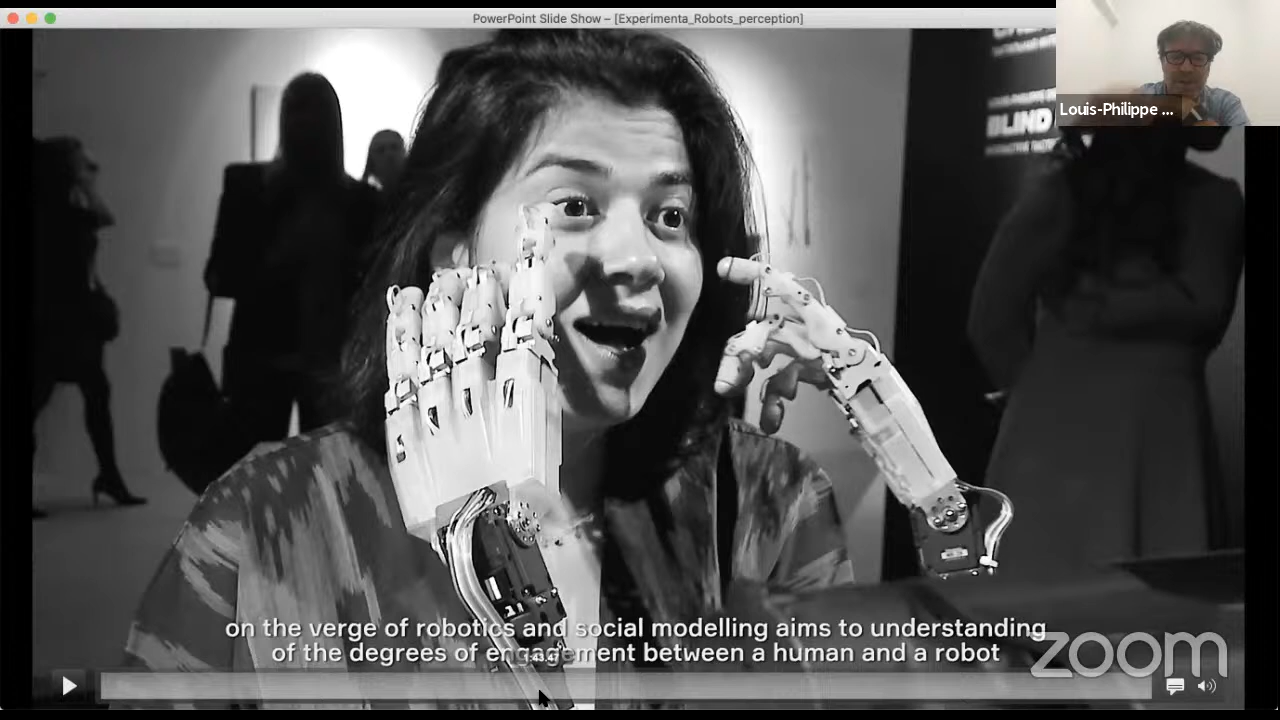 PowerPoint Slide Show – [Experimenta_Robots_perception]
Louis-Philippe ...
BLIND
on the verge of robotics and social modelling aims to understanding
of the degrees of engagement between a human and a robot
zoom